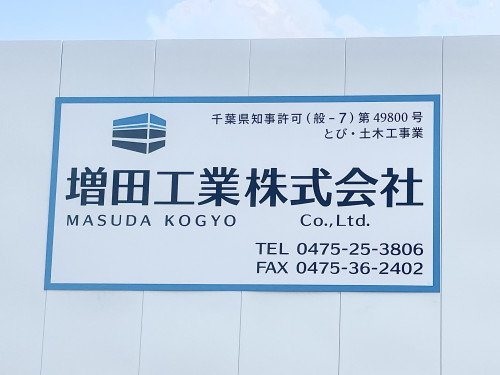 千葉県知事許可(般-7)第49800号
とび・土木工事業
増田工業株式会社
MASUDA KOGYO Co.,Ltd.
TEL 0475-25-3806
FAX 0475-36-2402